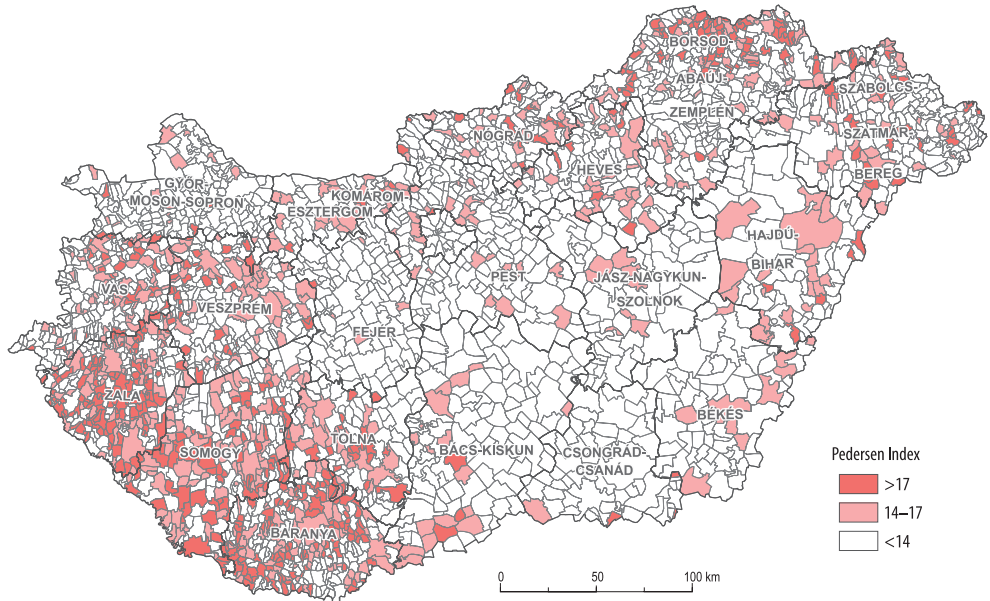 BORSOD-
ABAÚJ-
ZEMPLÉN
SZABOLCS-
SZATMÁR-
BEREG
NÓGRÁD
HEVES
GYŐR-
MOSON-SOPRON
KOMÁROM-
ESZTERGOM
HAJDÚ-
BIHAR
PEST
JÁSZ-NAGYKUN-
SZOLNOK
VAS
VESZPRÉM
FEJÉR
ZALA
SOMOGY
TOLNA
BÁCS-KISKUN
CSONGRÁD-
CSANÁD
BÉKÉS
BARANYA
Pedersen Index
>17
14–17
<14
0 50 100 km